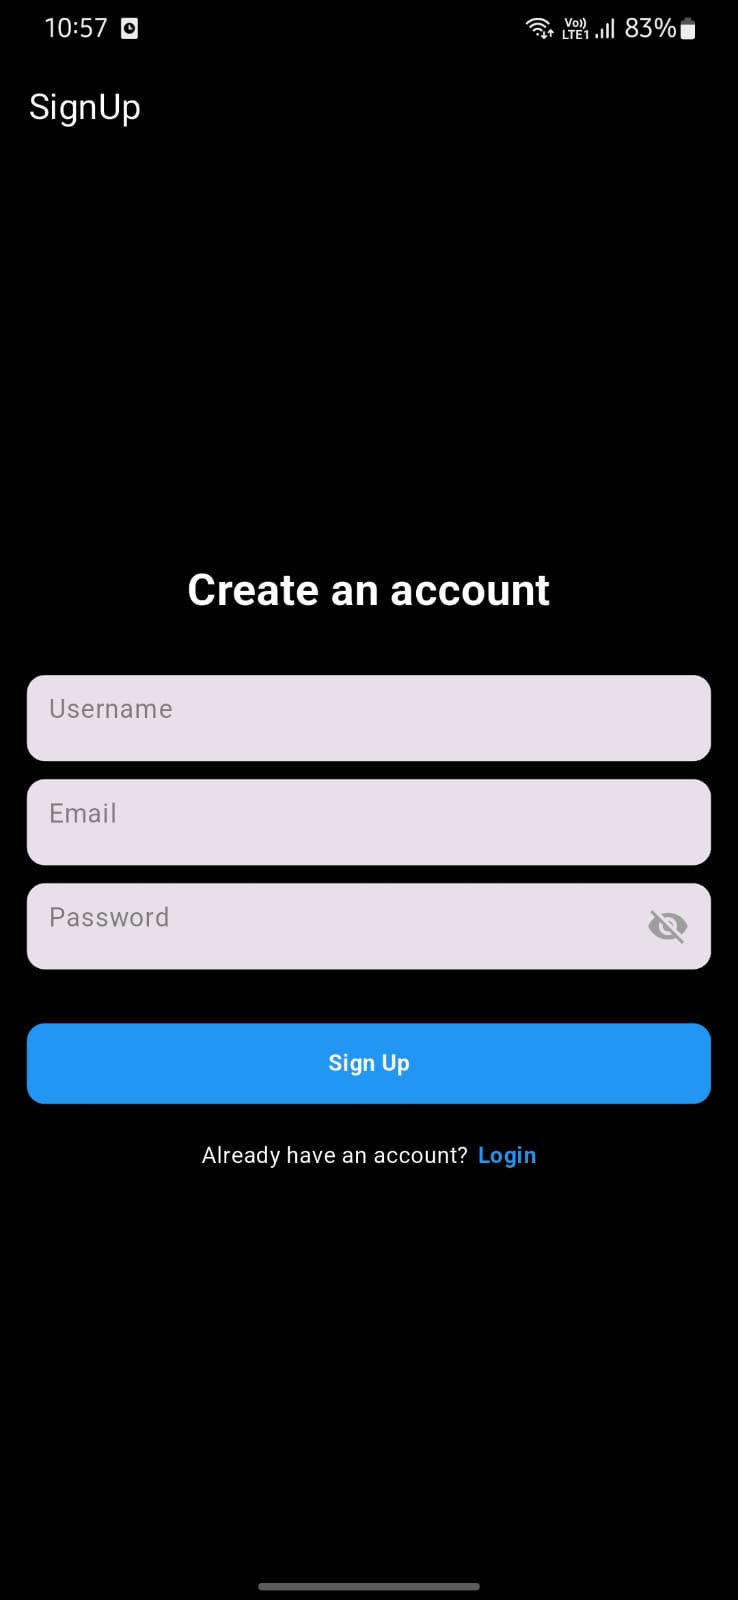 10:57
Vo)) LTE1 83%
SignUp
Create an account
Username
Email
Password
Sign Up
Already have an account? Login